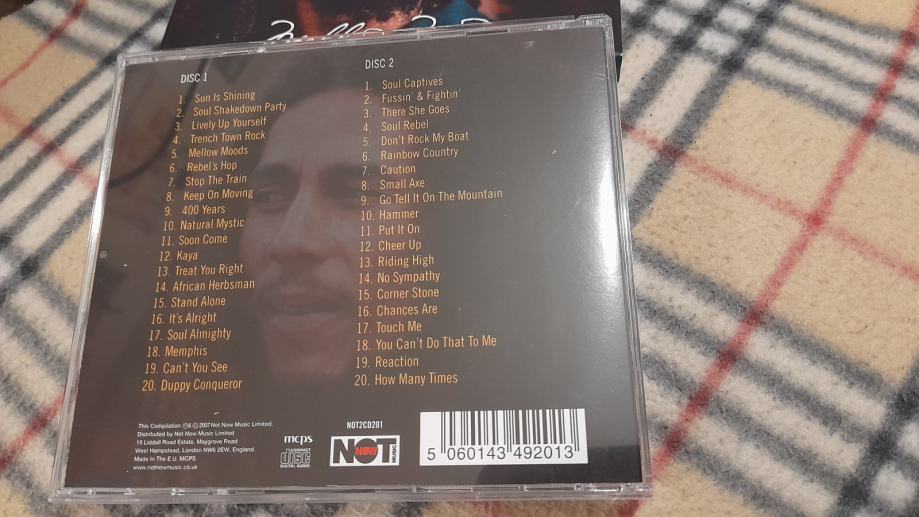 DISC 1
1. Sun Is Shining
2. Soul Shakedown Party
3. Lively Up Yourself
4. Trench Town Rock
5. Mellow Moods
6. Rebel's Hop
7. Stop The Train
8. Keep On Moving
9. 400 Years
10. Natural Mystic
11. Soon Come
12. Kaya
13. Treat You Right
14. African Herbsman
15. Stand Alone
16. It's Alright
17. Soul Almighty
18. Memphis
19. Can't You See
20. Duppy Conqueror
DISC 2
1. Soul Captives
2. Fussin' & Fightin'
3. There She Goes
4. Soul Rebel
5. Don't Rock My Boat
6. Rainbow Country
7. Caution
8. Small Axe
9. Go Tell It On The Mountain
10. Hammer
11. Put It On
12. Cheer Up
13. Riding High
14. No Sympathy
15. Corner Stone
16. Chances Are
17. Touch Me
18. You Can't Do That To Me
19. Reaction
20. How Many Times
This Compilation ℗& © 2007 Not Now Music Limited.
Distributed by Not Now Music Limited
19 Liddell Road Estate, Maygrove Road
West Hampstead, London NW6 2EW, England.
Made In The E.U. MCPS
www.notnowmusic.co.uk
mcps
COMPACT
disc
DIGITAL AUDIO
NOT2CD201
NOT NOW MUSIC
5 060143 492013